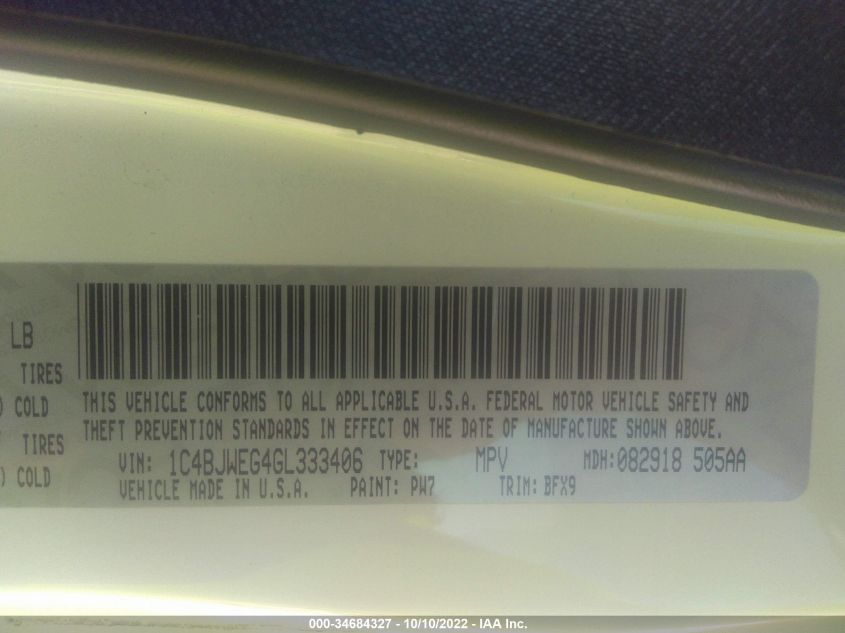 LB
TIRES
) COLD
TIRES
) COLD
THIS VEHICLE CONFORMS TO ALL APPLICABLE U.S.A. FEDERAL MOTOR VEHICLE SAFETY AND
THEFT PREVENTION STANDARDS IN EFFECT ON THE DATE OF MANUFACTURE SHOWN ABOVE.
VIN: 1C4BJWEG4GL333406 TYPE: MPV MDH:082918 505AA
VEHICLE MADE IN U.S.A. PAINT: PW7 TRIM: BFX9
000-34684327 - 10/10/2022 - IAA Inc.